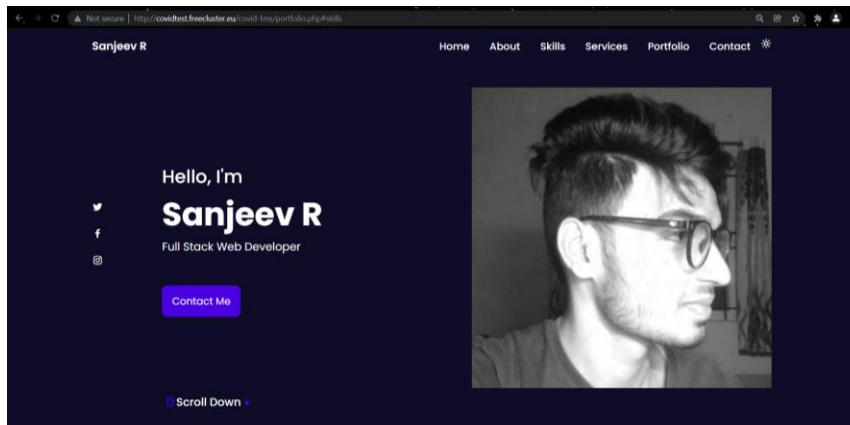 Not secure | http://covidtest.freecluster.eu/covid-tms/portfolio.php#skills
Sanjeev R
Home About Skills Services Portfolio Contact
Hello, I'm
Sanjeev R
Full Stack Web Developer
Contact Me
Scroll Down